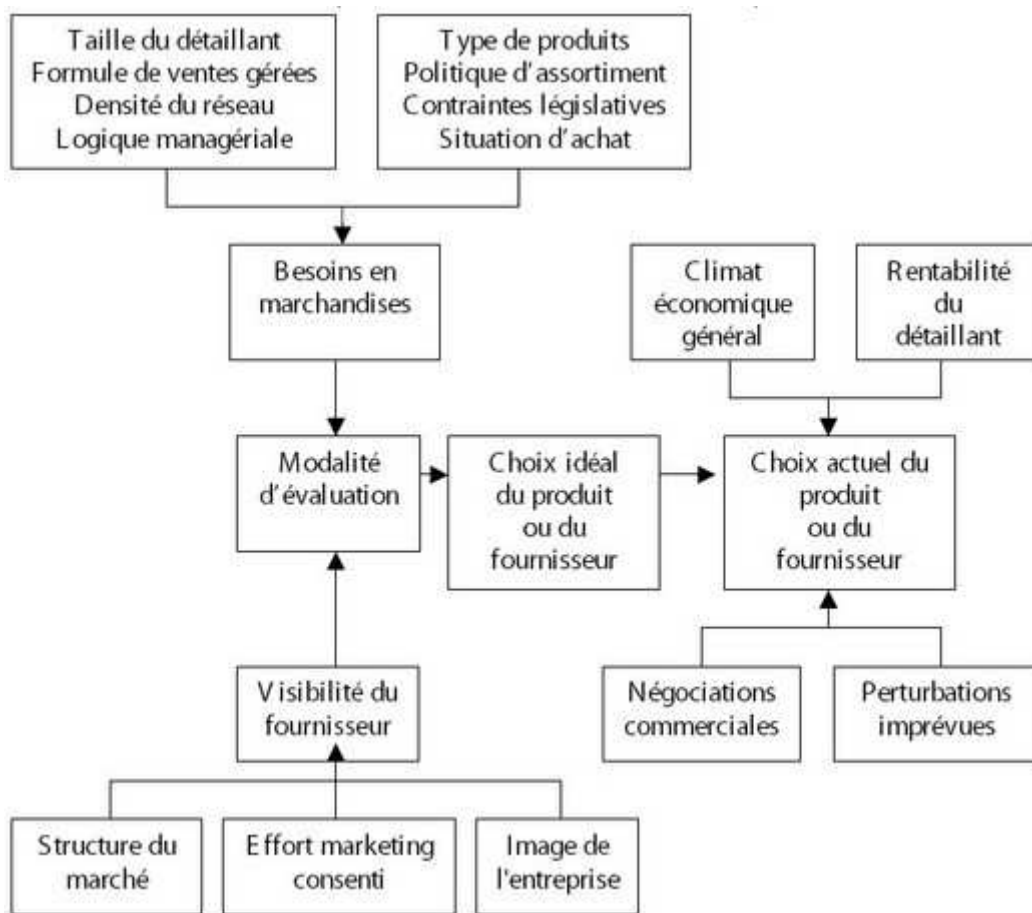 Taille du détaillant
Formule de ventes gérées
Densité du réseau
Logique managériale
Type de produits
Politique d'assortiment
Contraintes législatives
Situation d'achat
Besoins en
marchandises
Climat
économique
général
Rentabilité
du
détaillant
Modalité
d'évaluation
Choix idéal
du produit
ou du
fournisseur
Choix actuel du
produit
ou du
fournisseur
Visibilité du
fournisseur
Négociations
commerciales
Perturbations
imprévues
Structure du
marché
Effort marketing
consenti
Image de
l'entreprise